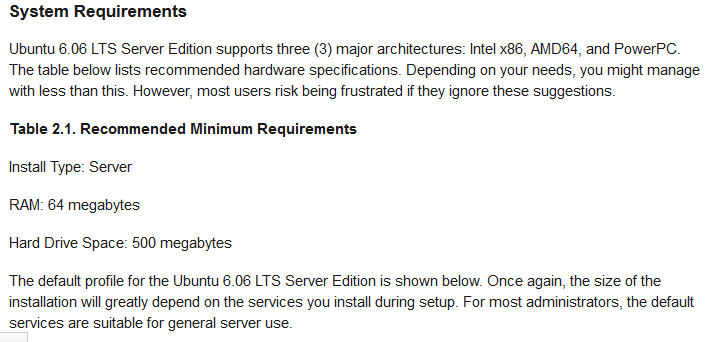 System Requirements
Ubuntu 6.06 LTS Server Edition supports three (3) major architectures: Intel x86, AMD64, and PowerPC.
The table below lists recommended hardware specifications. Depending on your needs, you might manage
with less than this. However, most users risk being frustrated if they ignore these suggestions.
Table 2.1. Recommended Minimum Requirements
Install Type: Server
RAM: 64 megabytes
Hard Drive Space: 500 megabytes
The default profile for the Ubuntu 6.06 LTS Server Edition is shown below. Once again, the size of the
installation will greatly depend on the services you install during setup. For most administrators, the default
services are suitable for general server use.